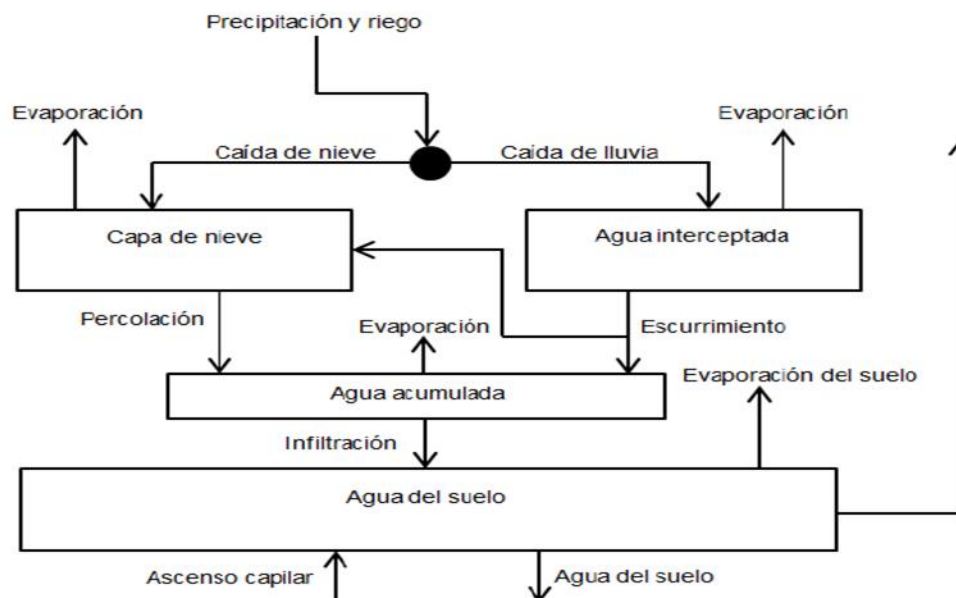 Precipitación y riego
Evaporación
Evaporación
Caída de nieve
Caída de lluvia
Capa de nieve
Agua interceptada
Percolación
Evaporación
Escurrimiento
Evaporación del suelo
Agua acumulada
Infiltración
Agua del suelo
Ascenso capilar
Agua del suelo